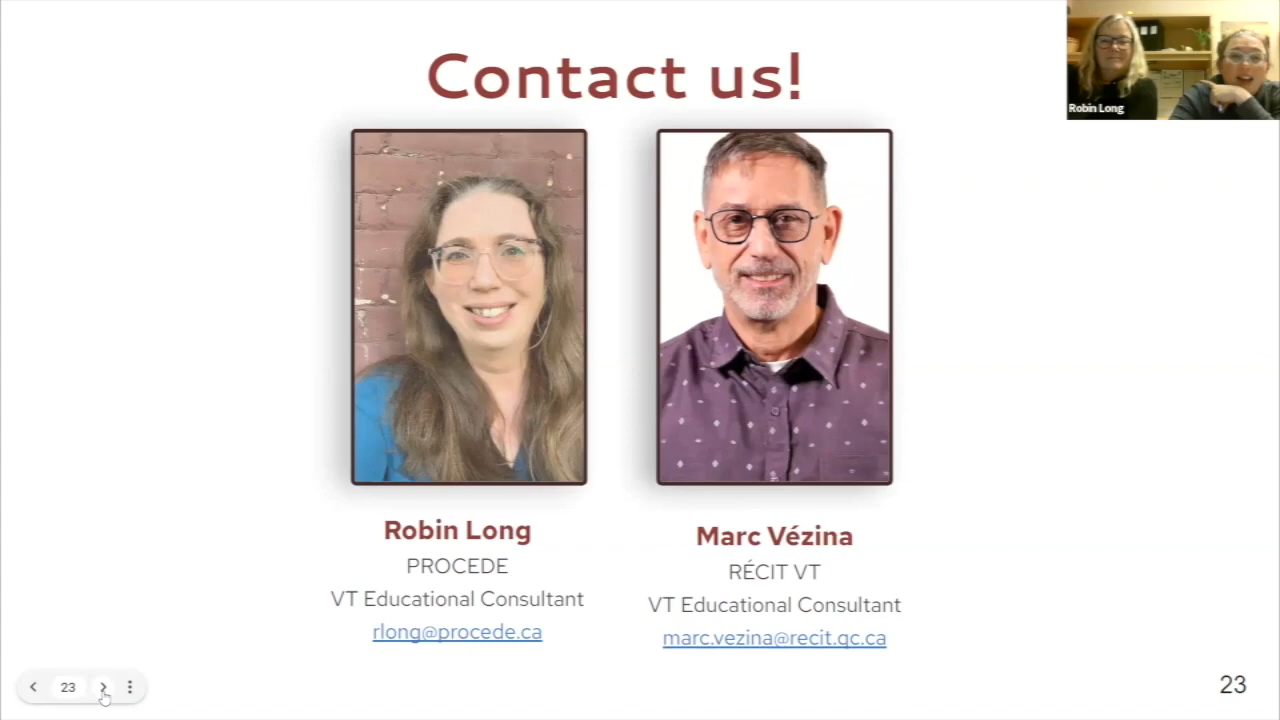 Contact us!
Robin Long
Robin Long
PROCEDE
VT Educational Consultant
rlong@procede.ca
Marc Vézina
RÉCIT VT
VT Educational Consultant
marc.vezina@recit.qc.ca
23
23